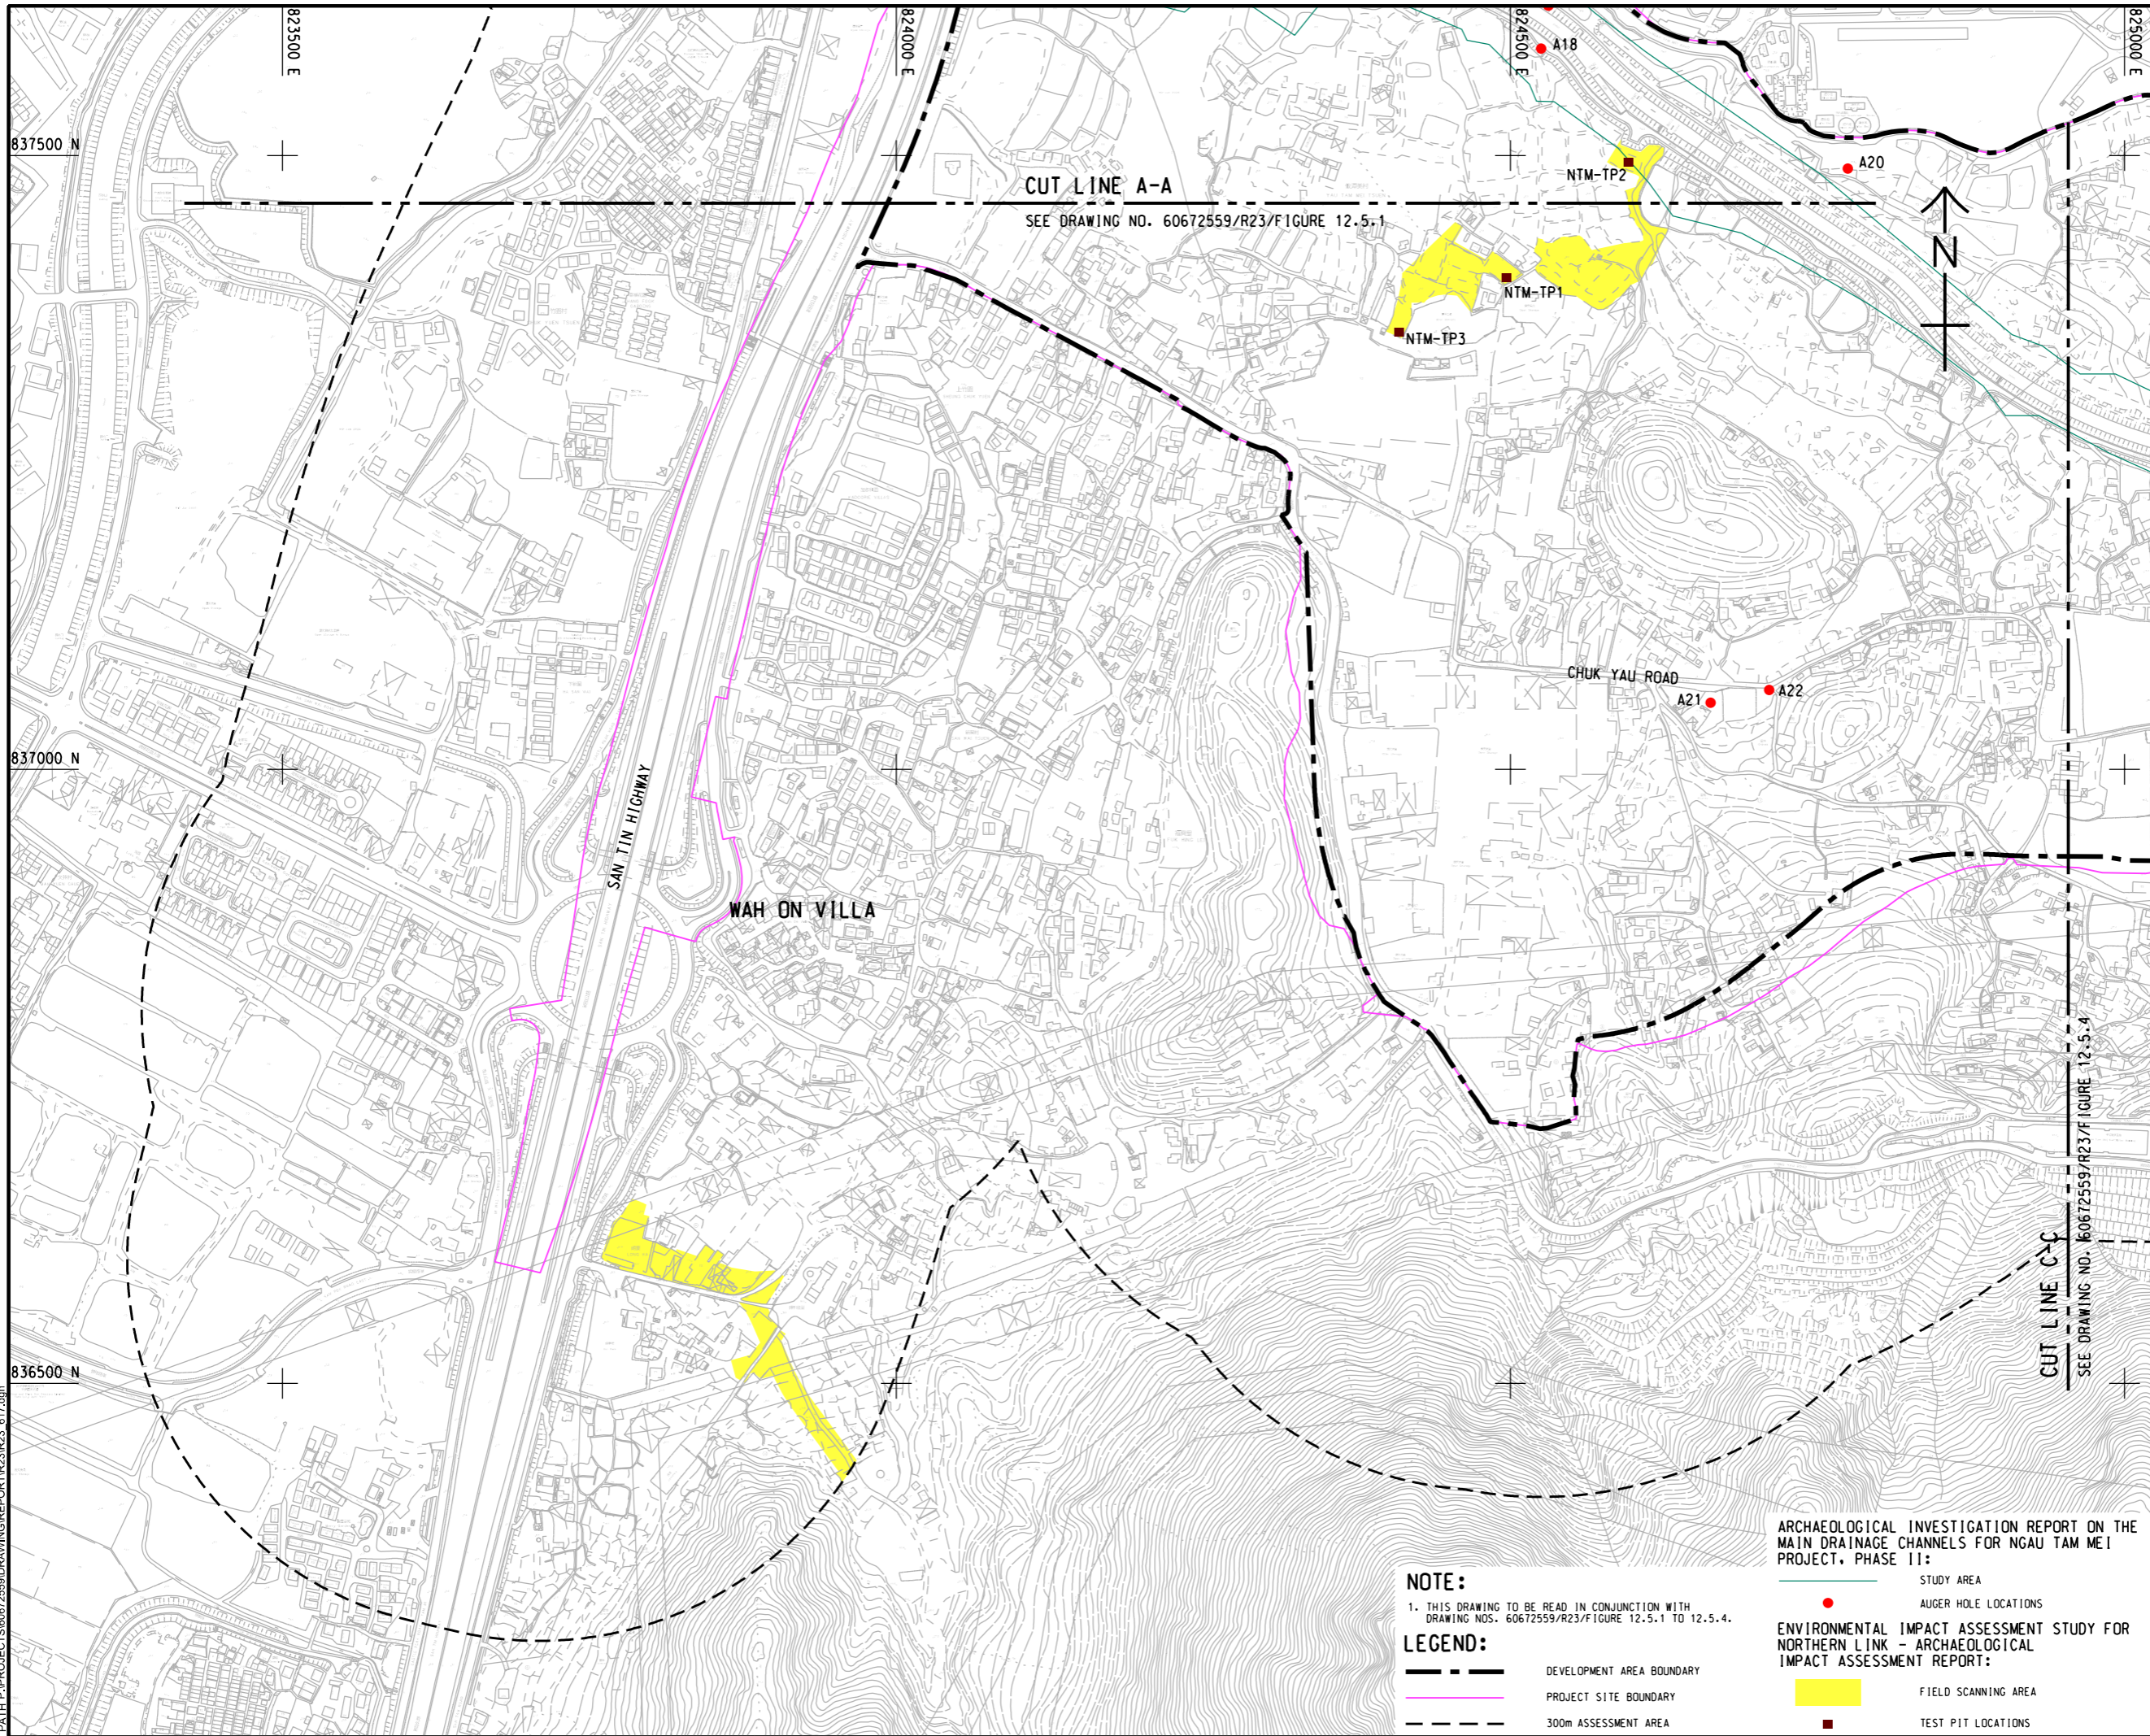 823500 E
824000 E
824500 E
825000 E
A18
837500 N
A20
NTM-TP2
CUT LINE A-A
SEE DRAWING NO. 60672559/R23/FIGURE 12.5.1
N
NTM-TP1
NTM-TP3
CHUK YAU ROAD
A21
A22
837000 N
SAN TIN HIGHWAY
WAH ON VILLA
CUT LINE C-C
SEE DRAWING NO. 60672559/R23/FIGURE 12.5.4
836500 N
NOTE:
1. THIS DRAWING TO BE READ IN CONJUNCTION WITH
DRAWING NOS. 60672559/R23/FIGURE 12.5.1 TO 12.5.4.
LEGEND:
DEVELOPMENT AREA BOUNDARY
PROJECT SITE BOUNDARY
300m ASSESSMENT AREA
ARCHAEOLOGICAL INVESTIGATION REPORT ON THE
MAIN DRAINAGE CHANNELS FOR NGAU TAM MEI
PROJECT, PHASE II:
STUDY AREA
AUGER HOLE LOCATIONS
ENVIRONMENTAL IMPACT ASSESSMENT STUDY FOR
NORTHERN LINK - ARCHAEOLOGICAL
IMPACT ASSESSMENT REPORT:
FIELD SCANNING AREA
TEST PIT LOCATIONS